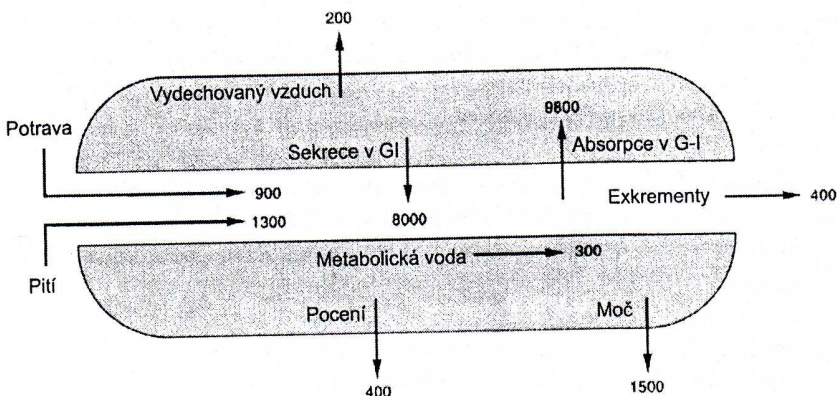 200
Vydechovaný vzduch
9800
Potrava
Sekrece v GI
Absorpce v G-I
900
Exkrementy
400
1300
8000
Metabolická voda
300
Pití
Pocení
Moč
400
1500